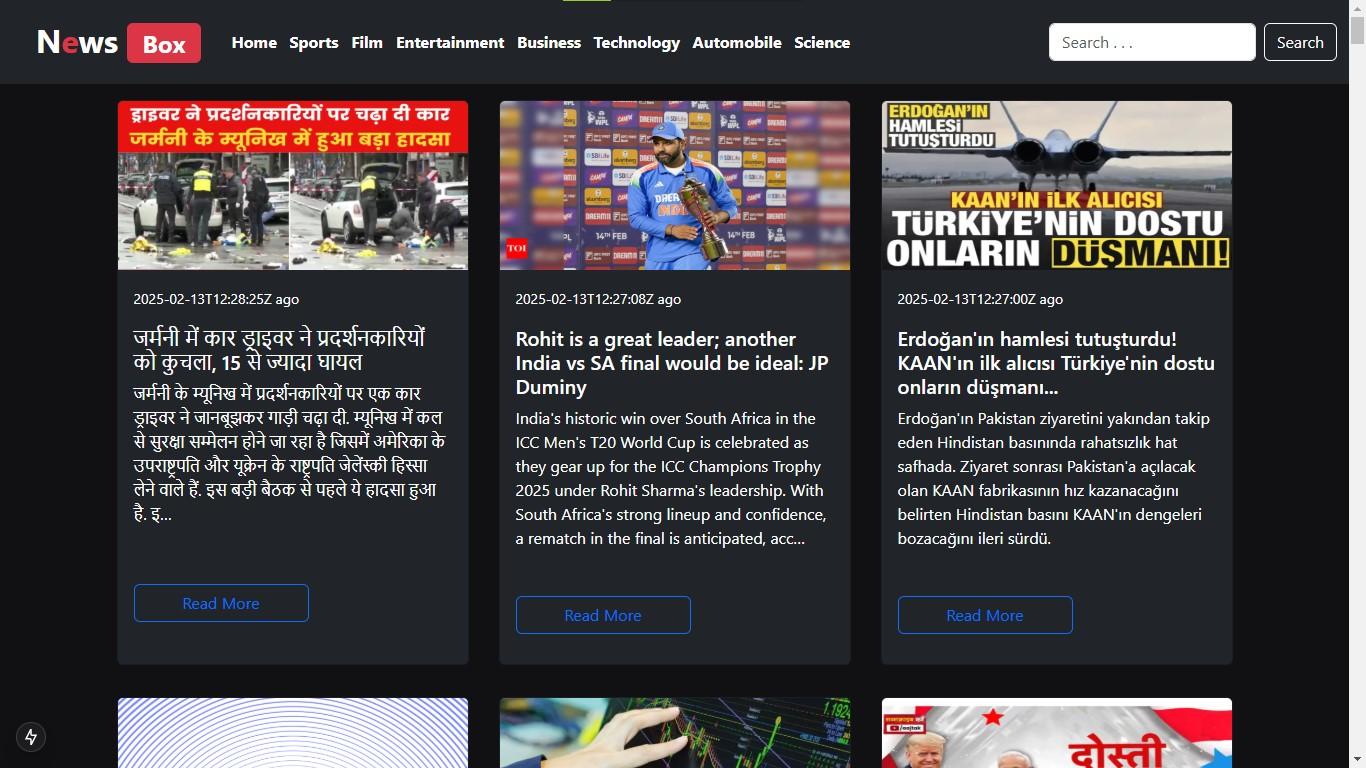 News Box
Home Sports Film Entertainment Business Technology Automobile Science
Search . . .
Search
ड्राइवर ने प्रदर्शनकारियों पर चढ़ा दी कार
जर्मनी के म्यूनिख में हुआ बड़ा हादसा
2025-02-13T12:28:25Z ago
जर्मनी में कार ड्राइवर ने प्रदर्शनकारियों
को कुचला, 15 से ज्यादा घायल
जर्मनी के म्यूनिख में प्रदर्शनकारियों पर एक कार
ड्राइवर ने जानबूझकर गाड़ी चढ़ा दी. म्यूनिख में कल
से सुरक्षा सम्मेलन होने जा रहा है जिसमें अमेरिका के
उपराष्ट्रपति और यूक्रेन के राष्ट्रपति जेलेंस्की हिस्सा
लेने वाले हैं. इस बड़ी बैठक से पहले ये हादसा हुआ
है. इ...
Read More
14TH FEB
TOI
2025-02-13T12:27:08Z ago
Rohit is a great leader; another
India vs SA final would be ideal: JP
Duminy
India's historic win over South Africa in the
ICC Men's T20 World Cup is celebrated as
they gear up for the ICC Champions Trophy
2025 under Rohit Sharma's leadership. With
South Africa's strong lineup and confidence,
a rematch in the final is anticipated, acc...
Read More
ERDOĞAN'IN
HAMLESİ
TUTUŞTURDU
KAAN'IN İLK ALICISI
TÜRKİYE'NİN DOSTU
ONLARIN DÜŞMANI!
2025-02-13T12:27:00Z ago
Erdoğan'ın hamlesi tutuşturdu!
KAAN'ın ilk alıcısı Türkiye'nin dostu
onların düşmanı...
Erdoğan'ın Pakistan ziyaretini yakından takip
eden Hindistan basınında rahatsızlık hat
safhada. Ziyaret sonrası Pakistan'a açılacak
olan KAAN fabrikasının hız kazanacağını
belirten Hindistan basını KAAN'ın dengeleri
bozacağını ileri sürdü.
Read More
1.1924
दोस्ती